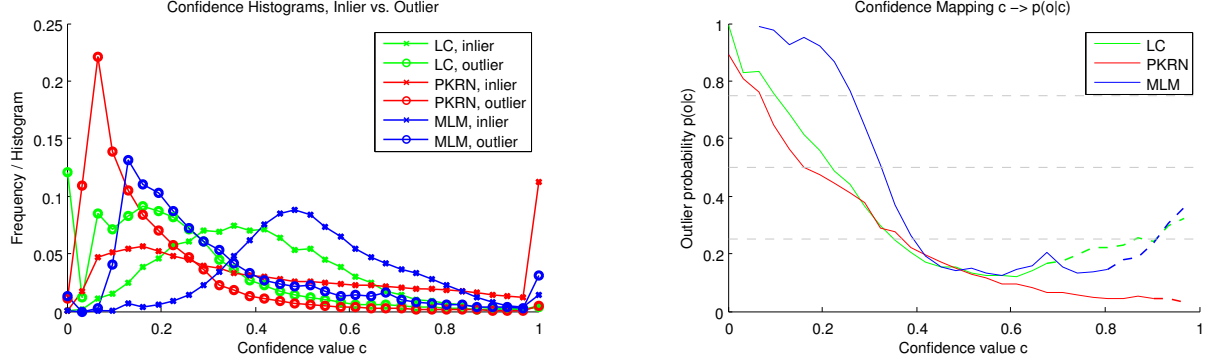 Confidence Histograms, Inlier vs. Outlier
0.25
0.2
0.15
0.1
0.05
0
0 0.2 0.4 0.6 0.8 1
Frequency / Histogram
Confidence value c
LC, inlier
LC, outlier
PKRN, inlier
PKRN, outlier
MLM, inlier
MLM, outlier
Confidence Mapping c -> p(o|c)
1
0.8
0.6
0.4
0.2
0
0 0.2 0.4 0.6 0.8 1
Outlier probability p(o|c)
Confidence value c
LC
PKRN
MLM